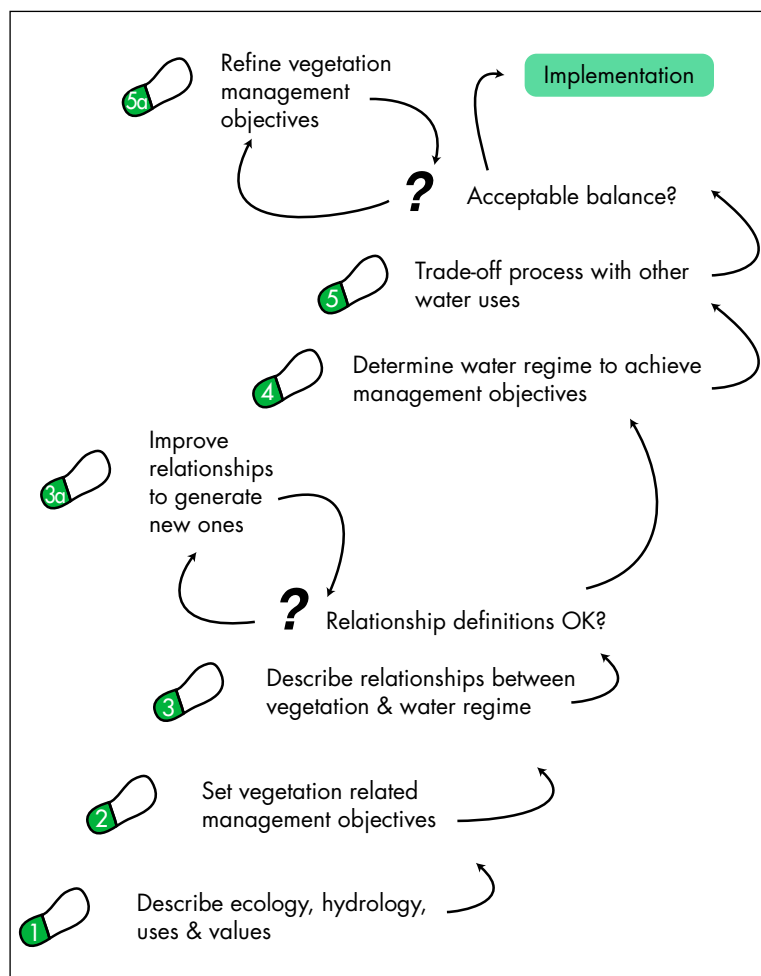 5a
Refine vegetation
management
objectives
Implementation
?
Acceptable balance?
5
Trade-off process with other
water uses
4
Determine water regime to achieve
management objectives
3a
Improve
relationships
to generate
new ones
?
Relationship definitions OK?
3
Describe relationships between
vegetation & water regime
2
Set vegetation related
management objectives
1
Describe ecology, hydrology,
uses & values